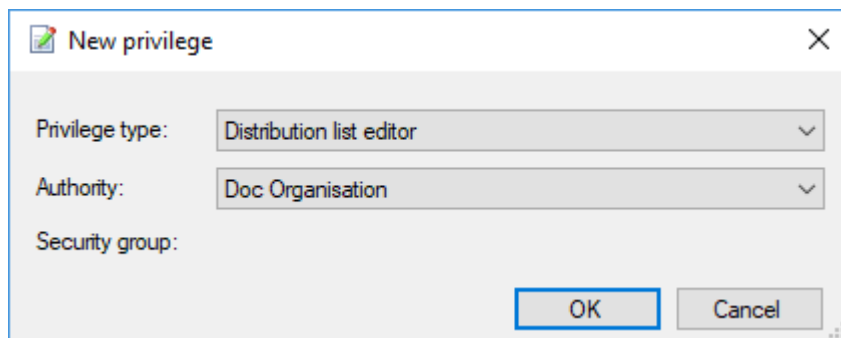 New privilege
Privilege type: Distribution list editor
Authority: Doc Organisation
Security group:
OK Cancel